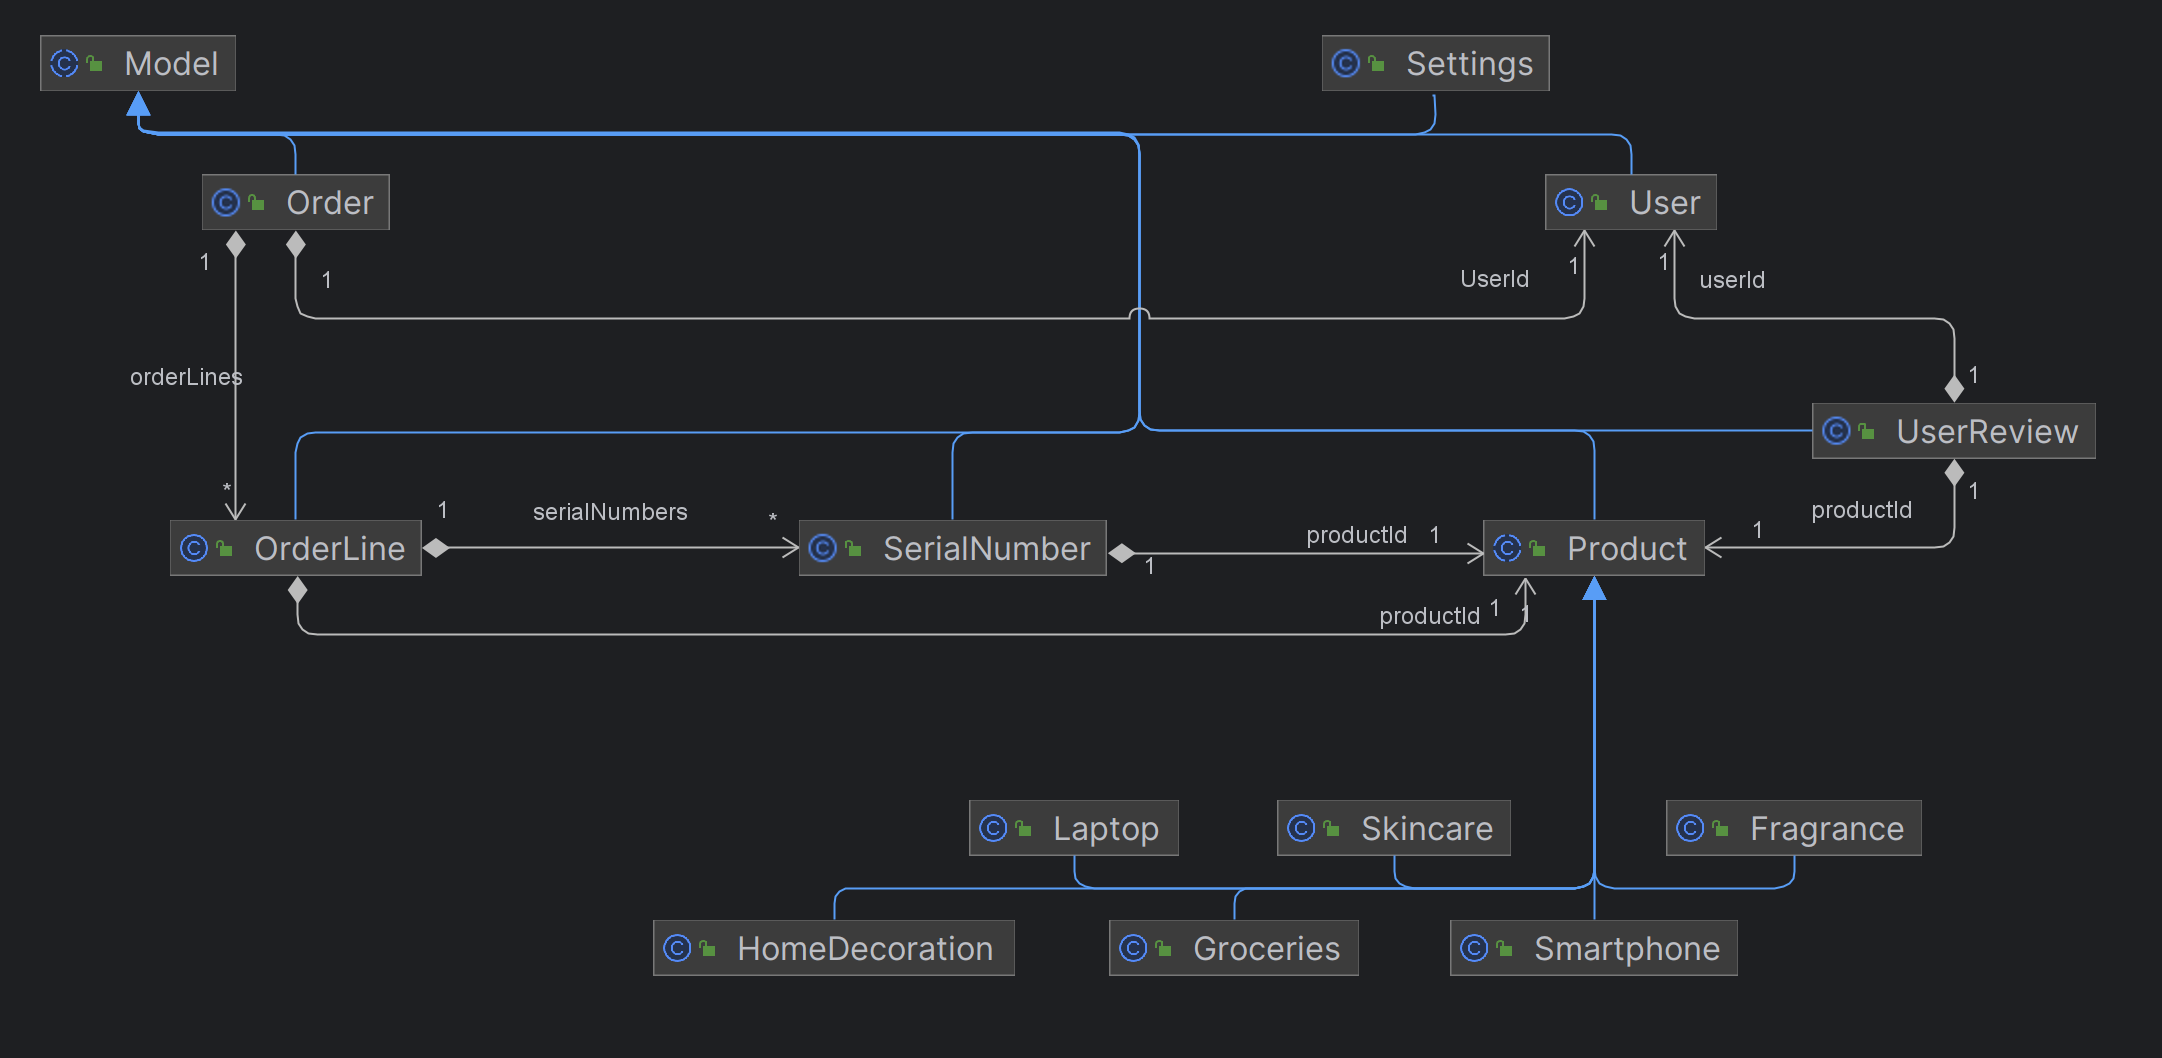 Model
Settings
Order
User
1
1
UserId
1
1
userId
orderLines
1
UserReview
*
1
serialNumbers
*
productId
1
1
productId
1
OrderLine
SerialNumber
1
Product
productId
1
1
Laptop
Skincare
Fragrance
HomeDecoration
Groceries
Smartphone